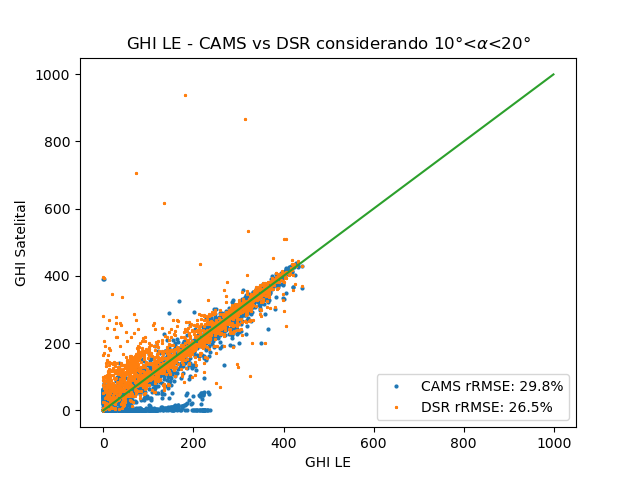 GHI LE - CAMS vs DSR considerando 10°<α<20°
1000
800
600
400
200
0
GHI Satelital
0 200 400 600 800 1000
GHI LE
CAMS rRMSE: 29.8%
DSR rRMSE: 26.5%